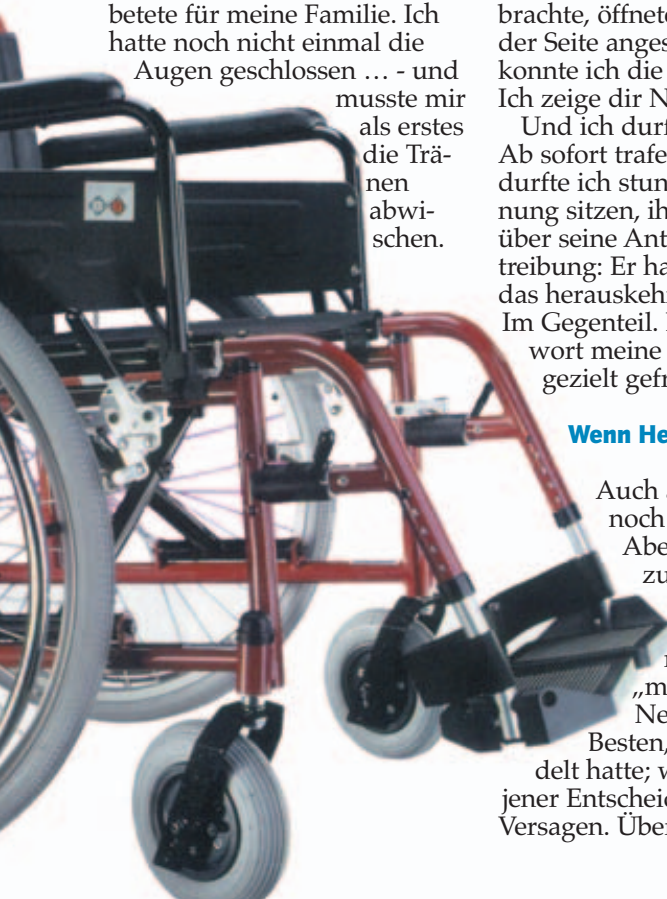 betete für meine Familie. Ich
hatte noch nicht einmal die
Augen geschlossen … - und
musste mir
als erstes
die Trä-
nen
abwi-
schen.
brachte, öffnete
der Seite anges
konnte ich die
Ich zeige dir N
Und ich durf
Ab sofort trafe
durfte ich stum
nung sitzen, ih
über seine Ant
treibung: Er ha
das herauskeh
Im Gegenteil.
wort meine
gezielt gefr
Wenn He
Auch
noch
Abe
zu
„m
Ne
Besten,
delt hatte; w
jener Entscheid
Versagen. Über